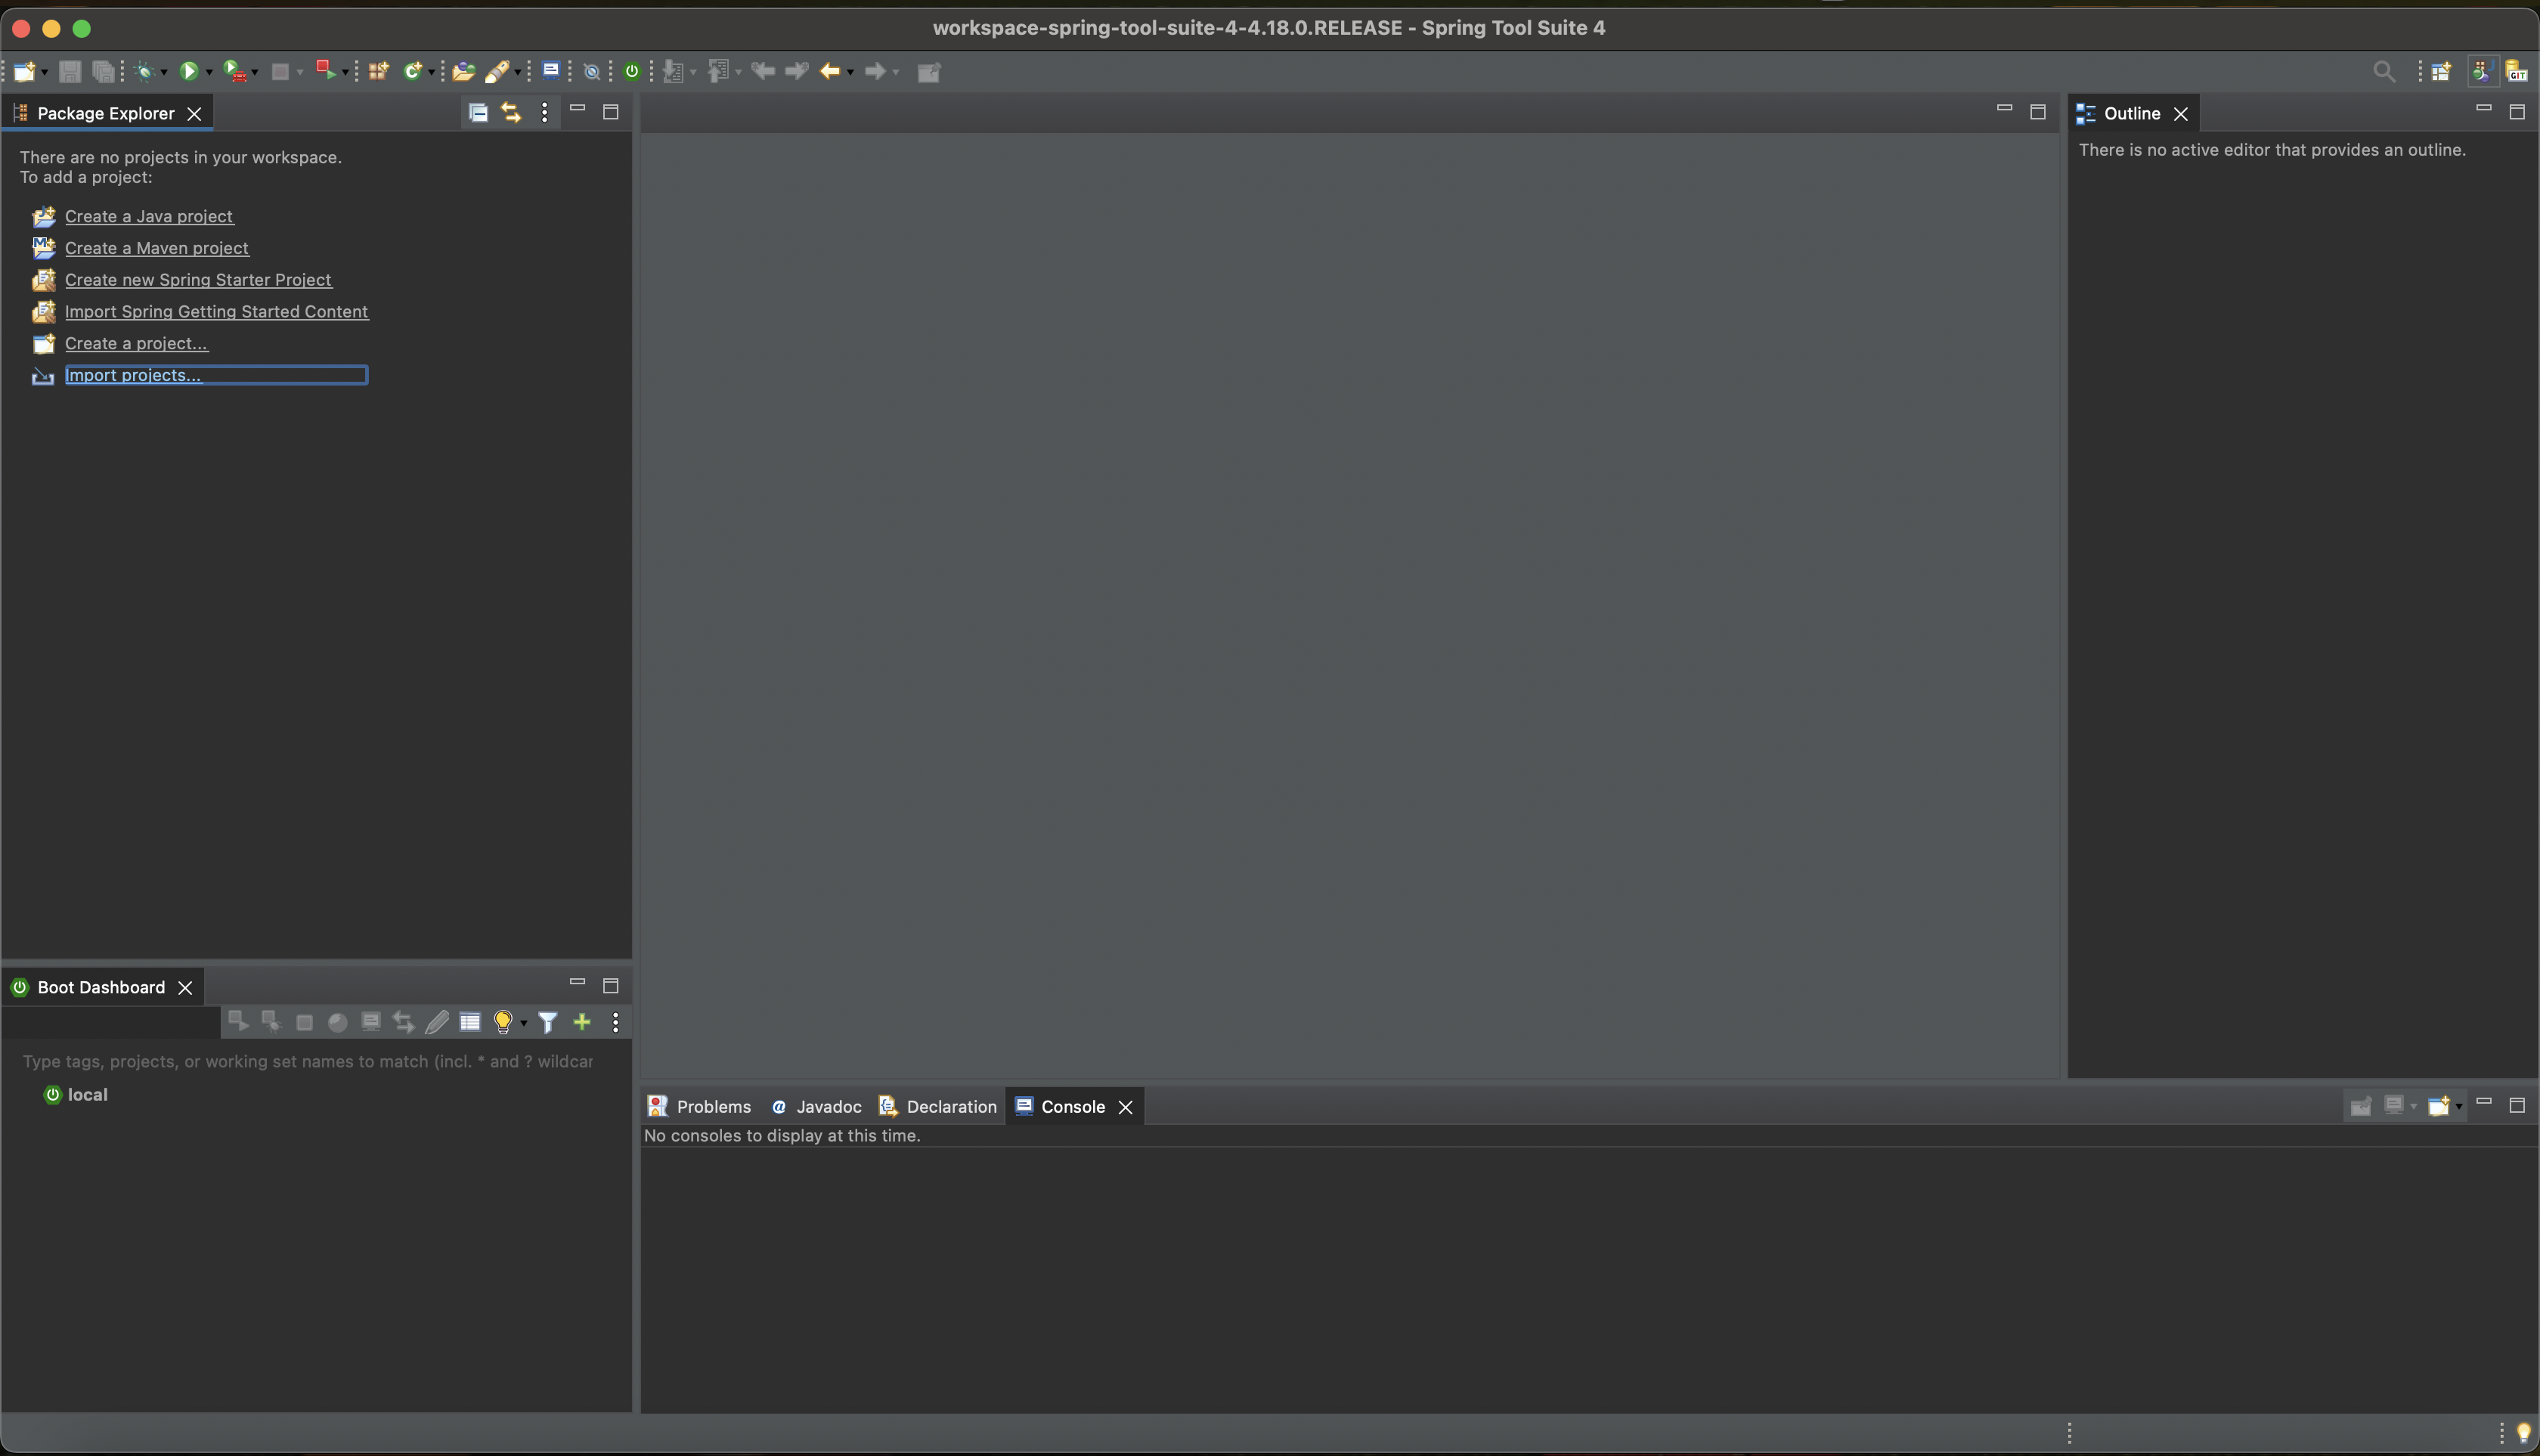 workspace-spring-tool-suite-4-4.18.0.RELEASE - Spring Tool Suite 4
GIT
Package Explorer
There are no projects in your workspace.
To add a project:
Create a Java project
Create a Maven project
Create new Spring Starter Project
Import Spring Getting Started Content
Create a project...
Import projects...
Outline
There is no active editor that provides an outline.
Boot Dashboard
Type tags, projects, or working set names to match (incl. * and ? wildcar
local
Problems
@ Javadoc
Declaration
Console
No consoles to display at this time.